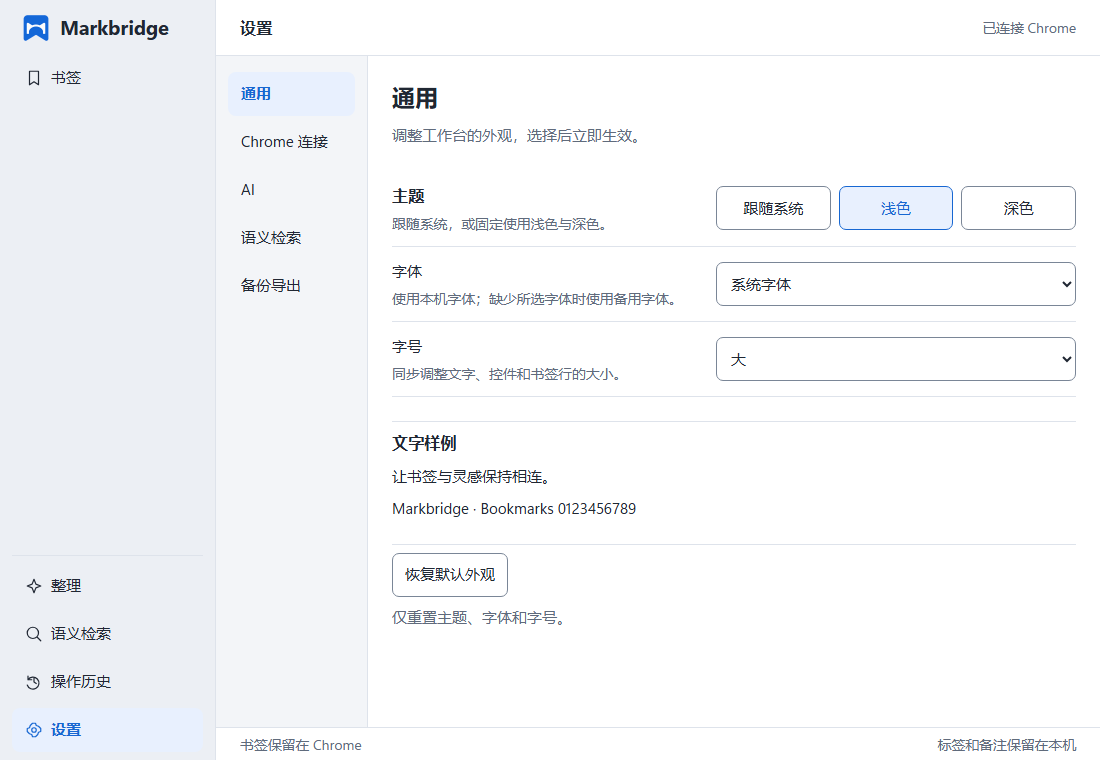 Markbridge
书签
整理
语义检索
操作历史
设置
设置
已连接 Chrome
通用
Chrome 连接
AI
语义检索
备份导出
通用
调整工作台的外观，选择后立即生效。
主题
跟随系统，或固定使用浅色与深色。
跟随系统
浅色
深色
字体
使用本机字体；缺少所选字体时使用备用字体。
系统字体
字号
同步调整文字、控件和书签行的大小。
大
文字样例
让书签与灵感保持相连。
Markbridge · Bookmarks 0123456789
恢复默认外观
仅重置主题、字体和字号。
书签保留在 Chrome
标签和备注保留在本机